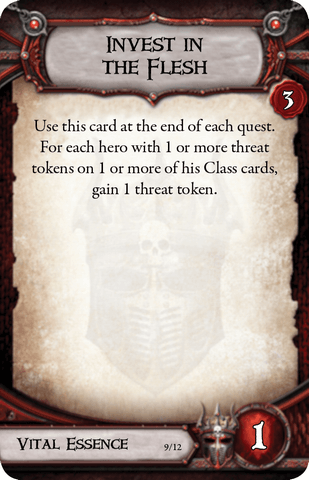 Invest in
the Flesh
3
Use this card at the end of each quest.
For each hero with 1 or more threat
tokens on 1 or more of his Class cards,
gain 1 threat token.
Vital Essence
9/12
1